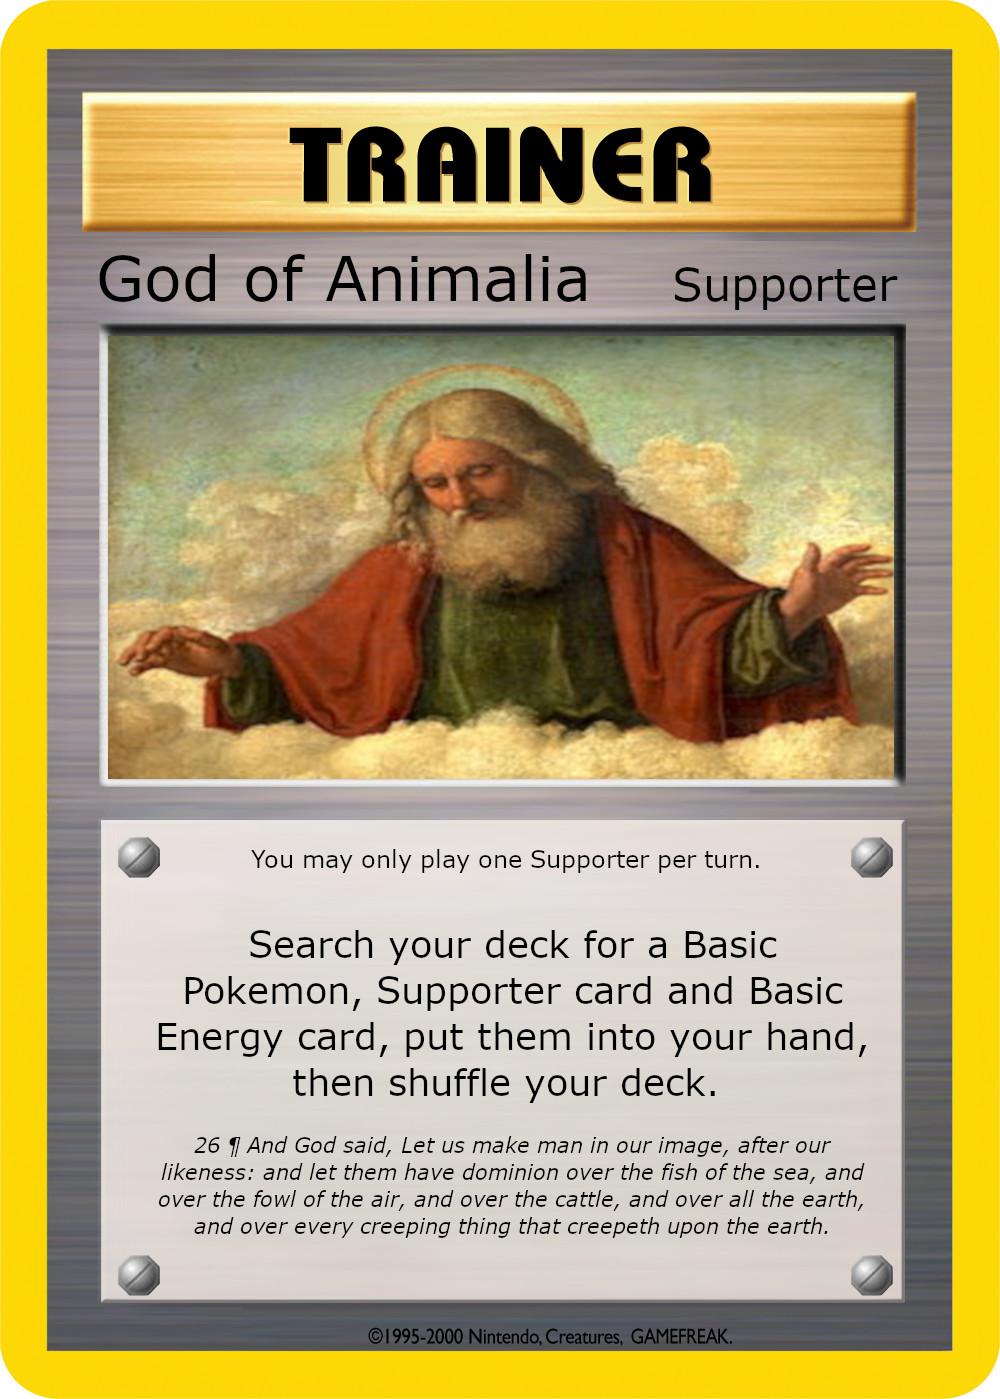 TRAINER
God of Animalia Supporter
You may only play one Supporter per turn.
Search your deck for a Basic
Pokemon, Supporter card and Basic
Energy card, put them into your hand,
then shuffle your deck.
26 ¶ And God said, Let us make man in our image, after our
likeness: and let them have dominion over the fish of the sea, and
over the fowl of the air, and over the cattle, and over all the earth,
and over every creeping thing that creepeth upon the earth.
©1995-2000 Nintendo, Creatures, GAMEFREAK.